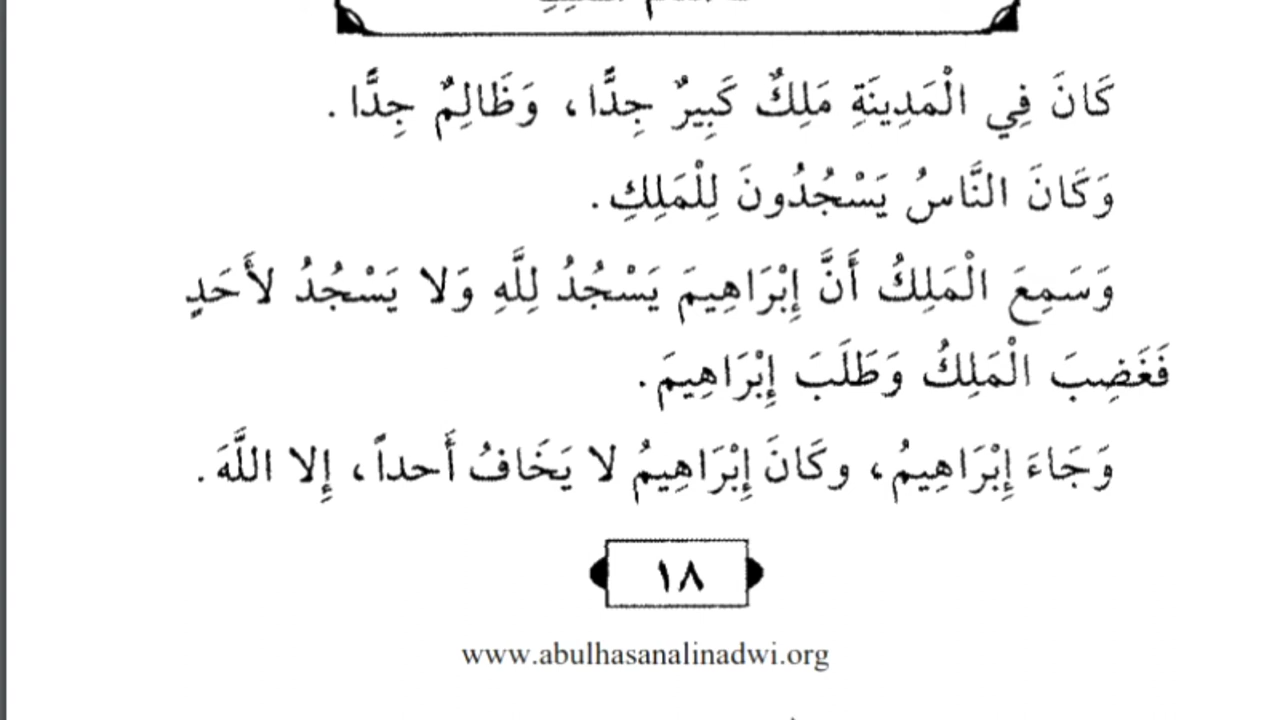 كَانَ فِي الْمَدِينَةِ مَلِكٌ كَبِيرٌ جِدًّا، وَظَالِمٌ جِدًّا.
وَكَانَ النَّاسُ يَسْجُدُونَ لِلْمَلِكِ.
وَسَمِعَ الْمَلِكُ أَنَّ إِبْرَاهِيمَ يَسْجُدُ لِلَّهِ وَلا يَسْجُدُ لأَحَدٍ
فَغَضِبَ الْمَلِكُ وَطَلَبَ إِبْرَاهِيمَ.
وَجَاءَ إِبْرَاهِيمُ، وكَانَ إِبْرَاهِيمُ لا يَخَافُ أَحداً، إِلا اللَّهَ.
١٨
www.abulhasanalinadwi.org